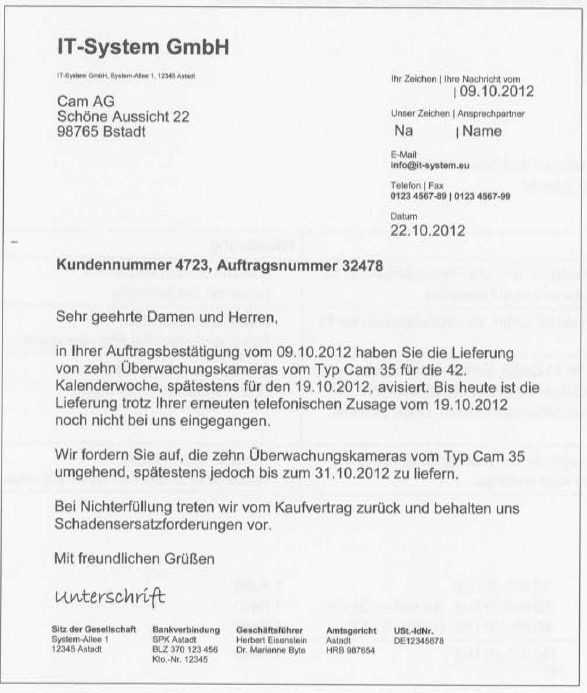 IT-System GmbH
IT-System GmbH, System-Allee 1, 12345 Astadt
Cam AG
Schöne Aussicht 22
98765 Bstadt
Ihr Zeichen | Ihre Nachricht vom
| 09.10.2012
Unser Zeichen | Ansprechpartner
Na | Name
E-Mail
info@it-system.eu
Telefon | Fax
0123 4567-89 | 0123 4567-99
Datum
22.10.2012
Kundennummer 4723, Auftragsnummer 32478
Sehr geehrte Damen und Herren,
in Ihrer Auftragsbestätigung vom 09.10.2012 haben Sie die Lieferung
von zehn Überwachungskameras vom Typ Cam 35 für die 42.
Kalenderwoche, spätestens für den 19.10.2012, avisiert. Bis heute ist die
Lieferung trotz Ihrer erneuten telefonischen Zusage vom 19.10.2012
noch nicht bei uns eingegangen.
Wir fordern Sie auf, die zehn Überwachungskameras vom Typ Cam 35
umgehend, spätestens jedoch bis zum 31.10.2012 zu liefern.
Bei Nichterfüllung treten wir vom Kaufvertrag zurück und behalten uns
Schadensersatzforderungen vor.
Mit freundlichen Grüßen
Unterschrift
Sitz der Gesellschaft Bankverbindung Geschäftsführer Amtsgericht USt.-IdNr.
System-Allee 1 SPK Astadt Herbert Eisenstein Astadt DE12345678
12345 Astadt BLZ 370 123 456 Dr. Marianne Byte HRB 987654
Kto.-Nr. 12345